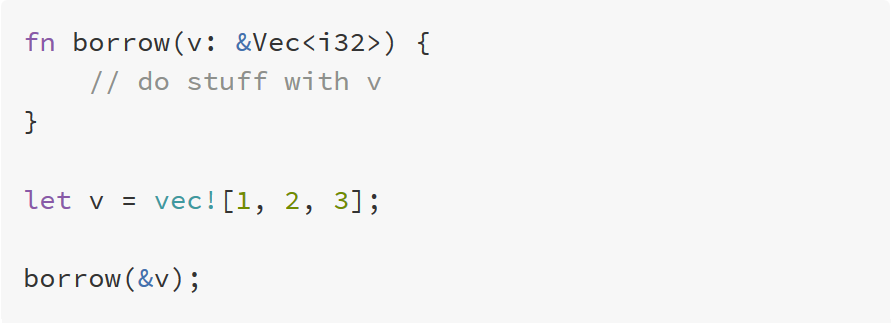 fn borrow(v: &Vec<i32>) {
    // do stuff with v
}
let v = vec![1, 2, 3];
borrow(&v);